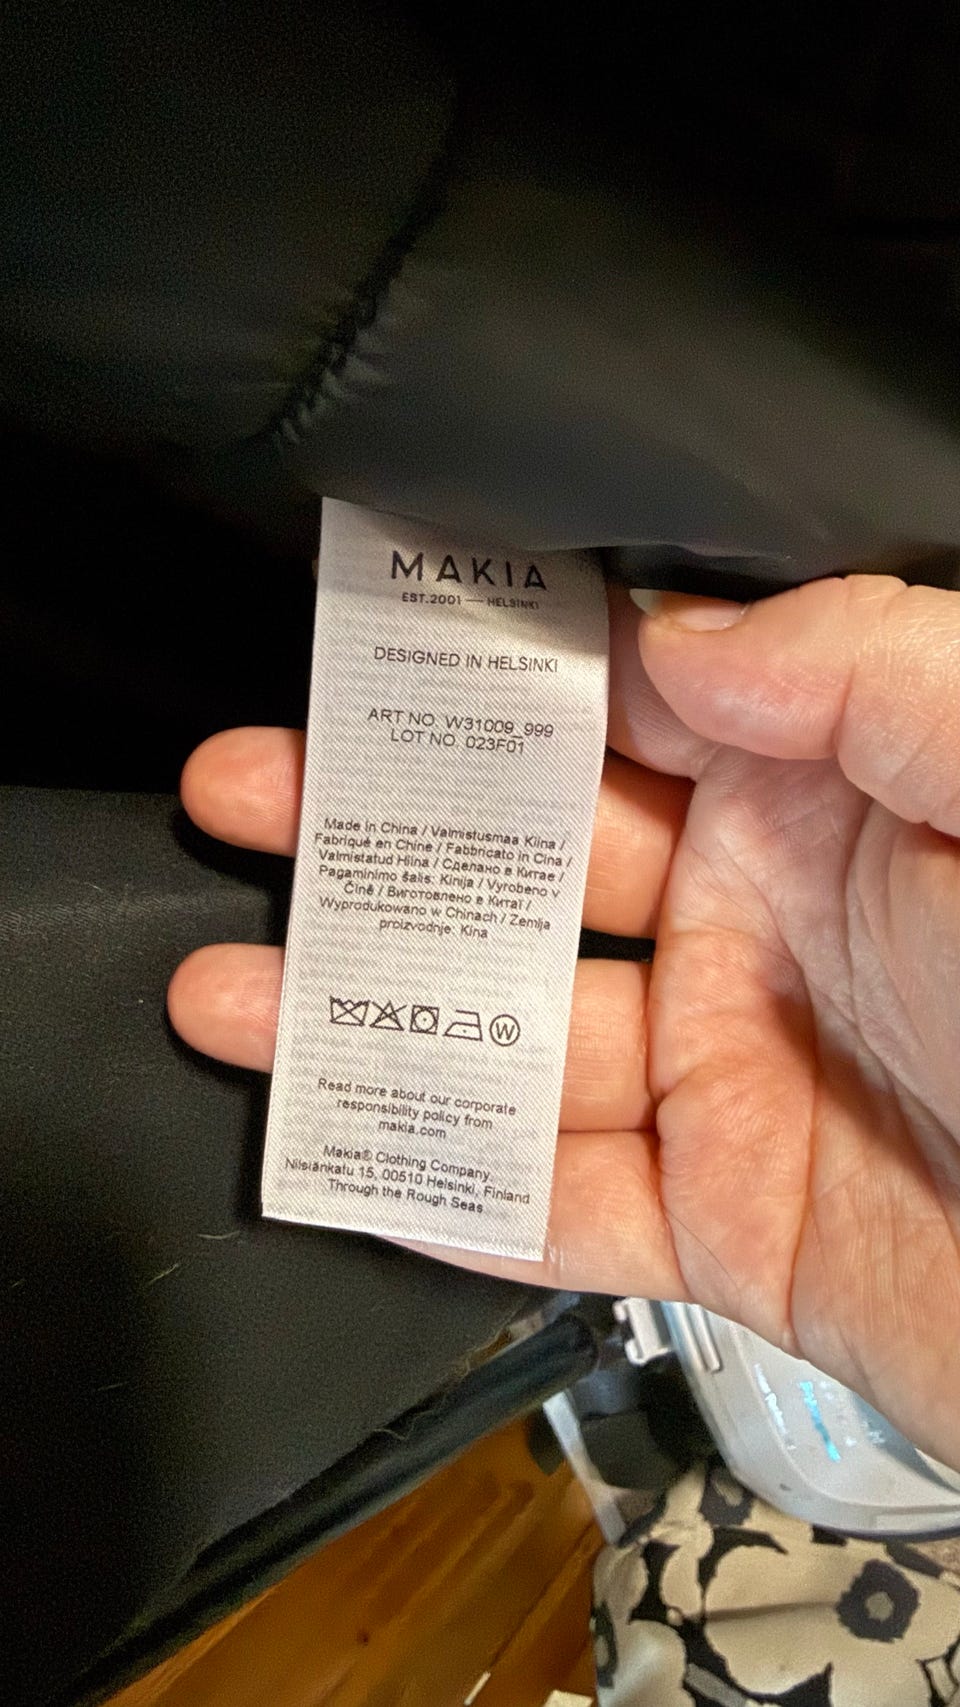 MAKIA
EST.2001 — HELSINKI
DESIGNED IN HELSINKI
ART NO. W31009_999
LOT NO. 023F01
Made in China / Valmistusmaa Kiina /
Fabriqué en Chine / Fabbricato in Cina /
Valmistatud Hiina / Сделано в Китае /
Pagaminimo šalis: Kinija / Vyrobeno v
Číně / Виготовлено в Китаї /
Wyprodukowano w Chinach / Zemlja
proizvodnje: Kina
W
Read more about our corporate
responsibility policy from
makia.com
Makia® Clothing Company
Nilsiänkatu 15, 00510 Helsinki, Finland
Through the Rough Seas